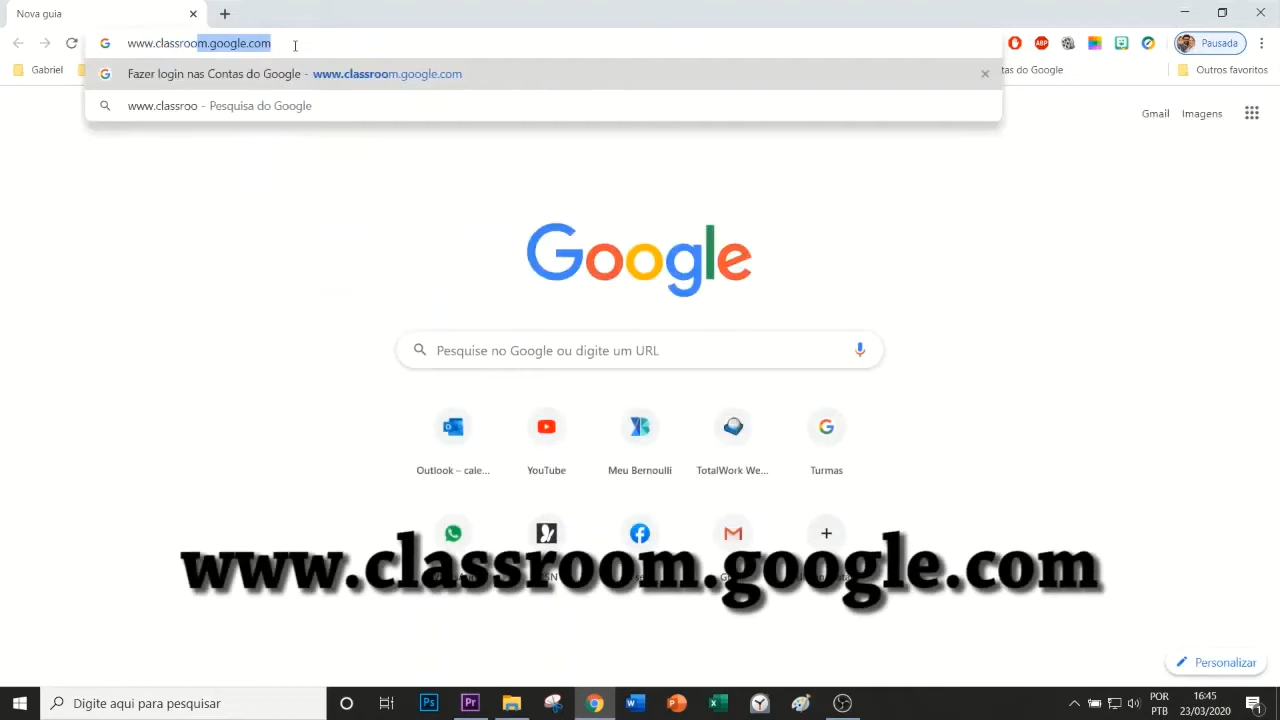 Nova guia
www.classroom.google.com
Pausada
Fazer login nas Contas do Google - www.classroom.google.com
www.classroo - Pesquisa do Google
Gabriel
tas do Google
Outros favoritos
Gmail
Imagens
Google
Pesquise no Google ou digite um URL
Outlook – cale...
YouTube
Meu Bernoulli
TotalWork We...
Turmas
www.classroom.google.com
Personalizar
Digite aqui para pesquisar
POR
PTB
16:45
23/03/2020